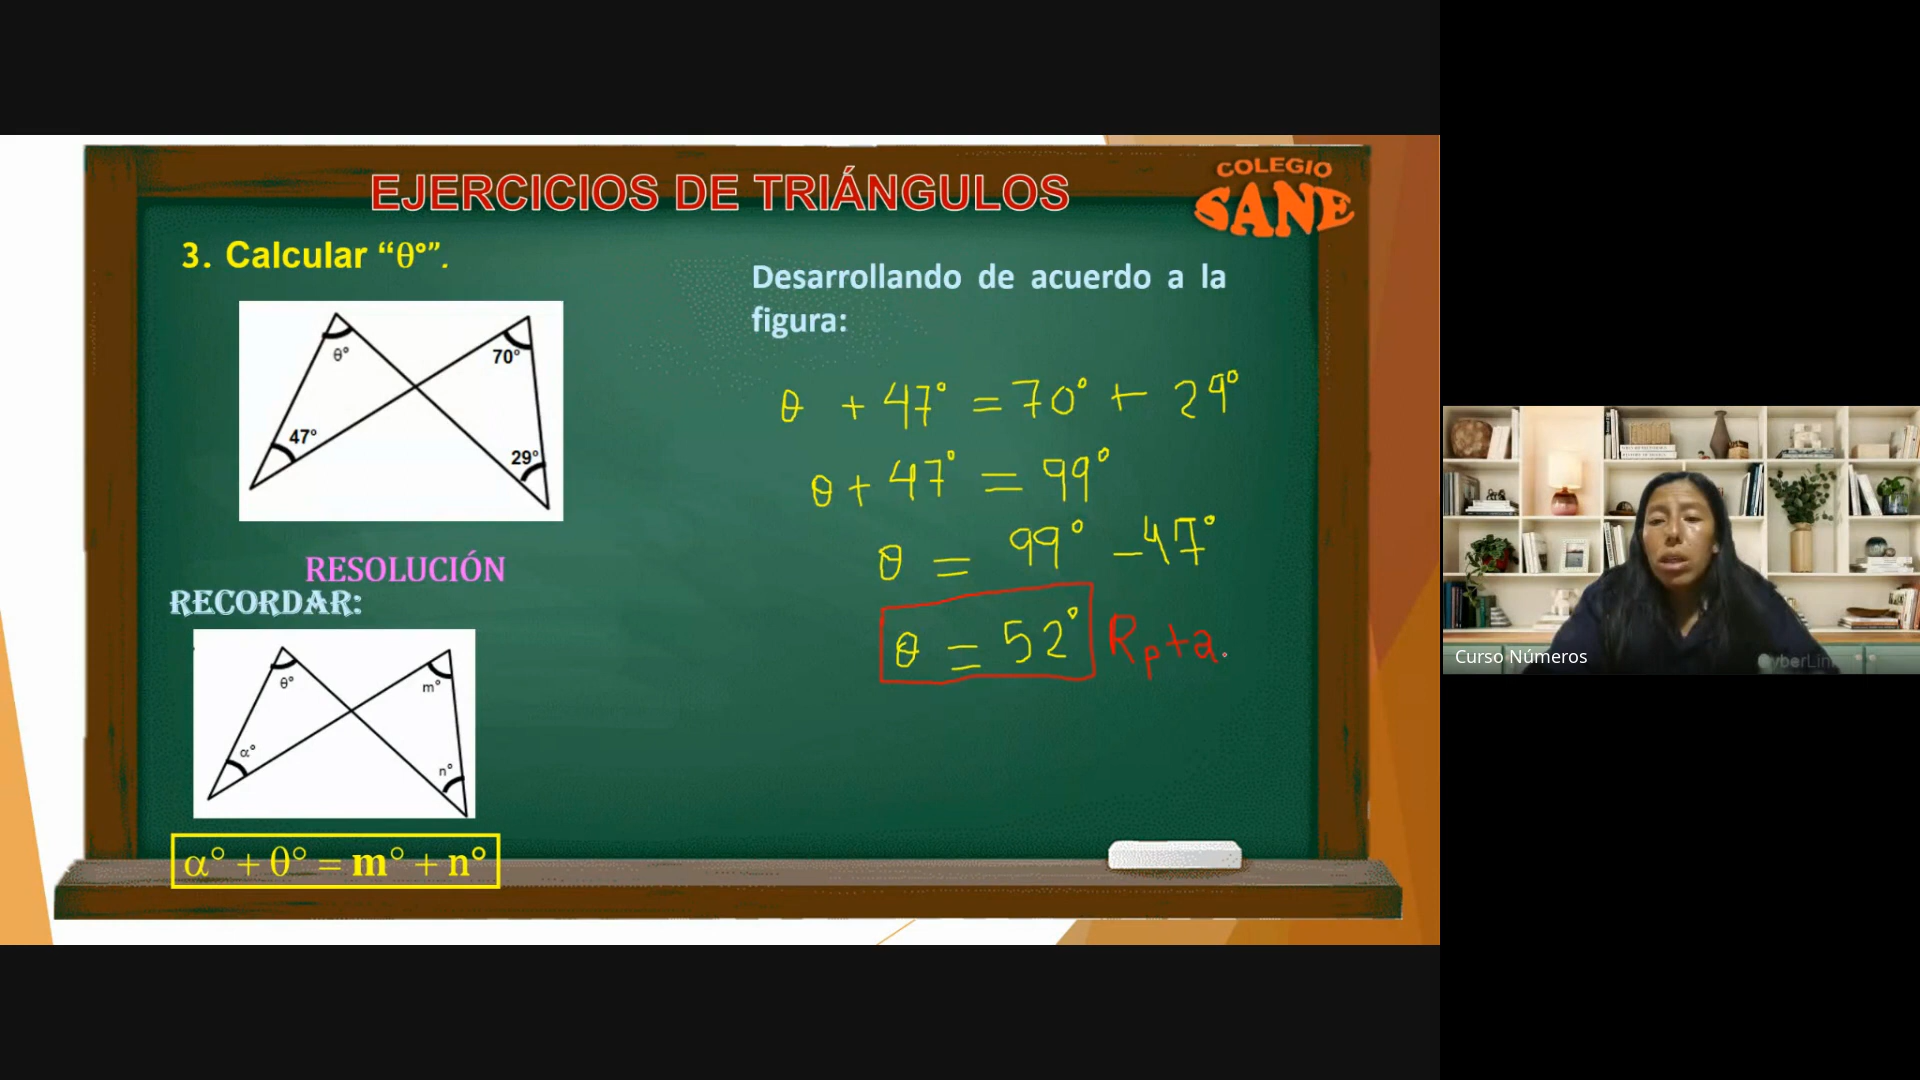 EJERCICIOS DE TRIÁNGULOS
COLEGIO
SANE
3. Calcular “θ°”.
θ°
70°
47°
29°
RESOLUCIÓN
RECORDAR:
θ°
m°
α°
n°
α° + θ° = m° + n°
Desarrollando de acuerdo a la
figura:
θ + 47° = 70° + 29°
θ + 47° = 99°
θ = 99° - 47°
θ = 52° Rpta.
Curso Números
CyberLin